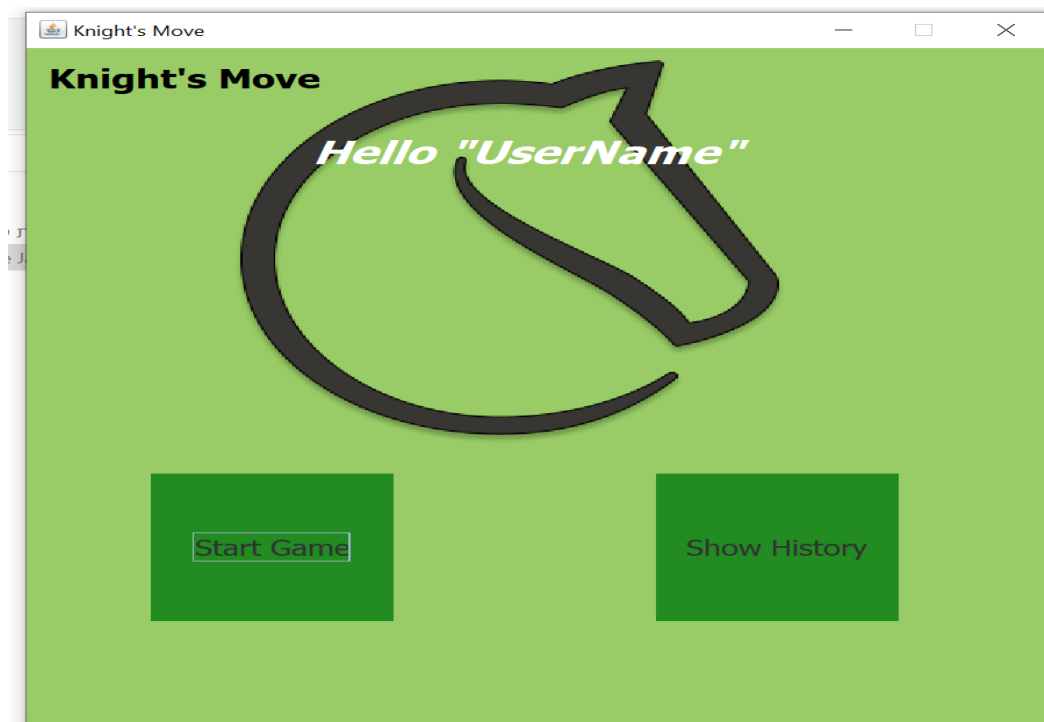 Knight's Move
Knight's Move
Hello "UserName"
Start Game
Show History